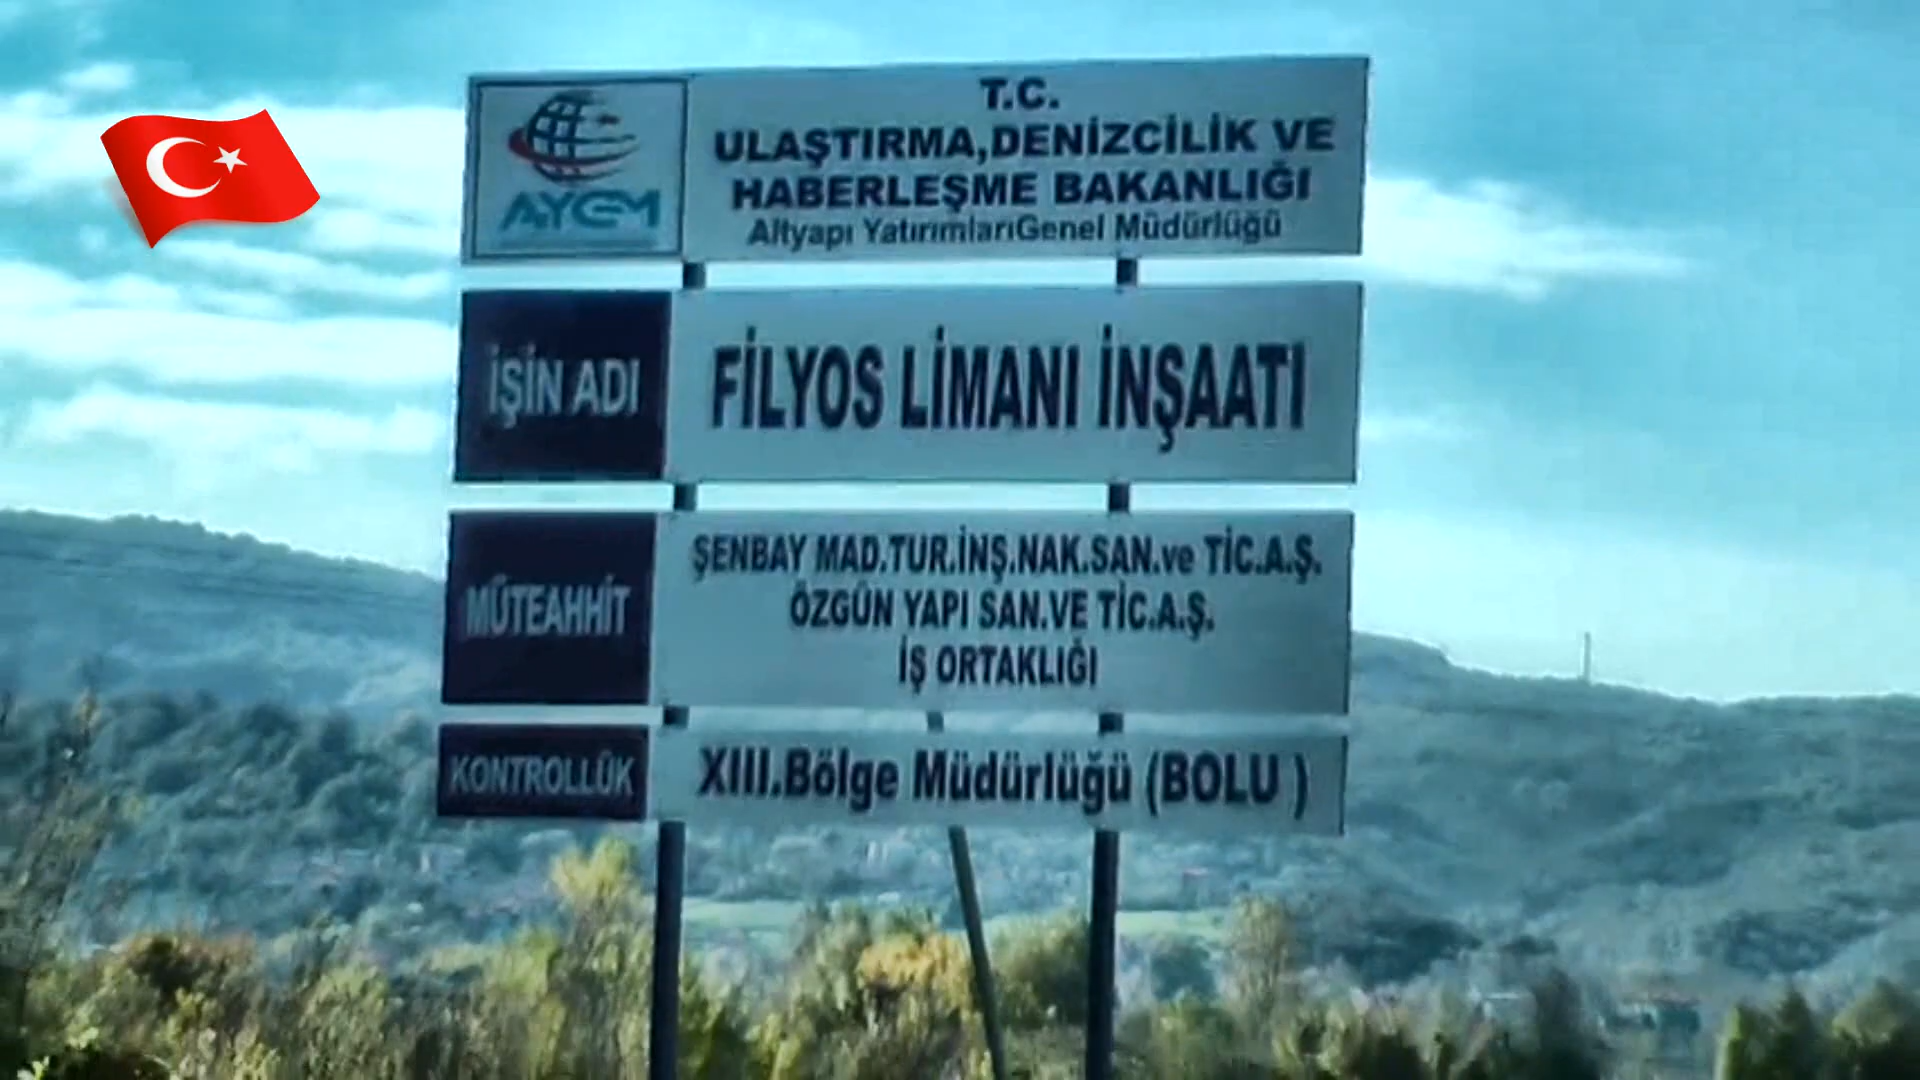 AYGM
T.C.
ULAŞTIRMA,DENİZCİLİK VE
HABERLEŞME BAKANLIĞI
Altyapı YatırımlarıGenel Müdürlüğü
İŞİN ADI
FİLYOS LİMANI İNŞAATI
MÜTEAHHİT
ŞENBAY MAD.TUR.İNŞ.NAK.SAN.ve TİC.A.Ş.
ÖZGÜN YAPI SAN.VE TİC.A.Ş.
İŞ ORTAKLIĞI
KONTROLLÜK
XIII.Bölge Müdürlüğü (BOLU )